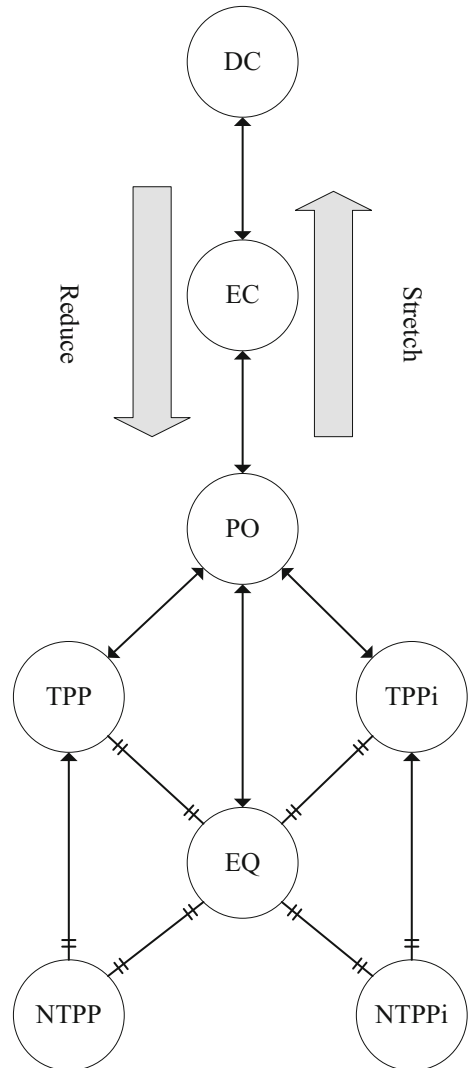 DC
Reduce
EC
Stretch
PO
TPP
TPPi
EQ
NTPP
NTPPi